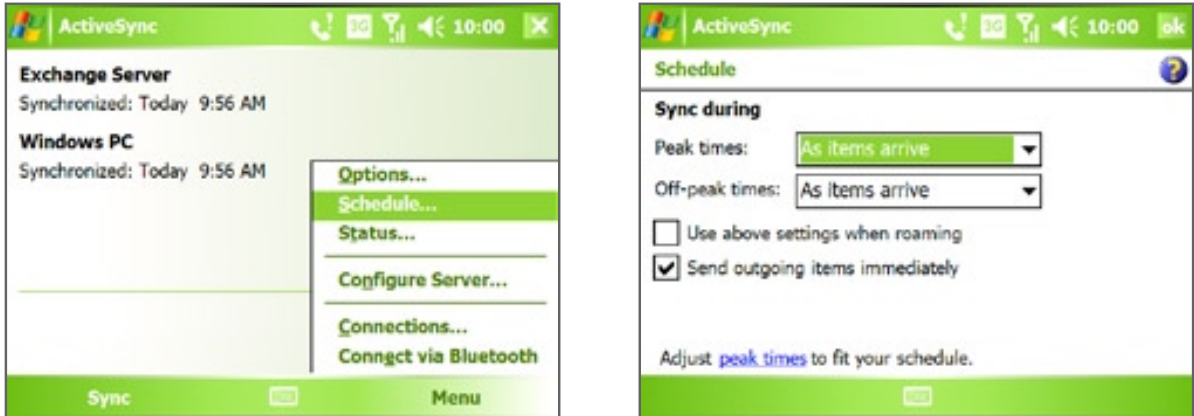 ActiveSync 3G 10:00
Exchange Server
Synchronized: Today 9:56 AM
Windows PC
Synchronized: Today 9:56 AM
Options...
Schedule...
Status...
Configure Server...
Connections...
Connect via Bluetooth
Sync Menu
ActiveSync 3G 10:00 ok
Schedule
Sync during
Peak times: As items arrive
Off-peak times: As items arrive
Use above settings when roaming
Send outgoing items immediately
Adjust peak times to fit your schedule.